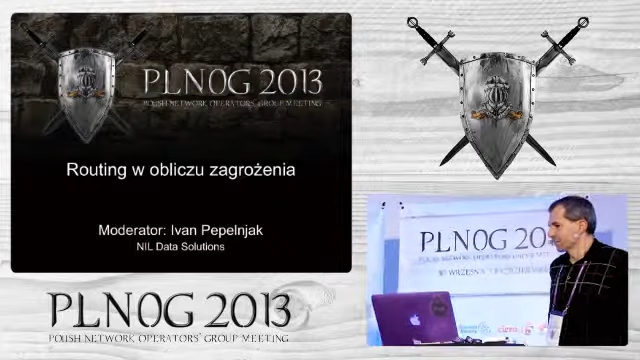 PLNOG 2013
POLISH NETWORK OPERATORS' GROUP MEETING
Routing w obliczu zagrożenia
Moderator: Ivan Pepelnjak
NIL Data Solutions
PLNOG 2013
POLISH NETWORK OPERATORS' GROUP MEETING
PLNOG 20